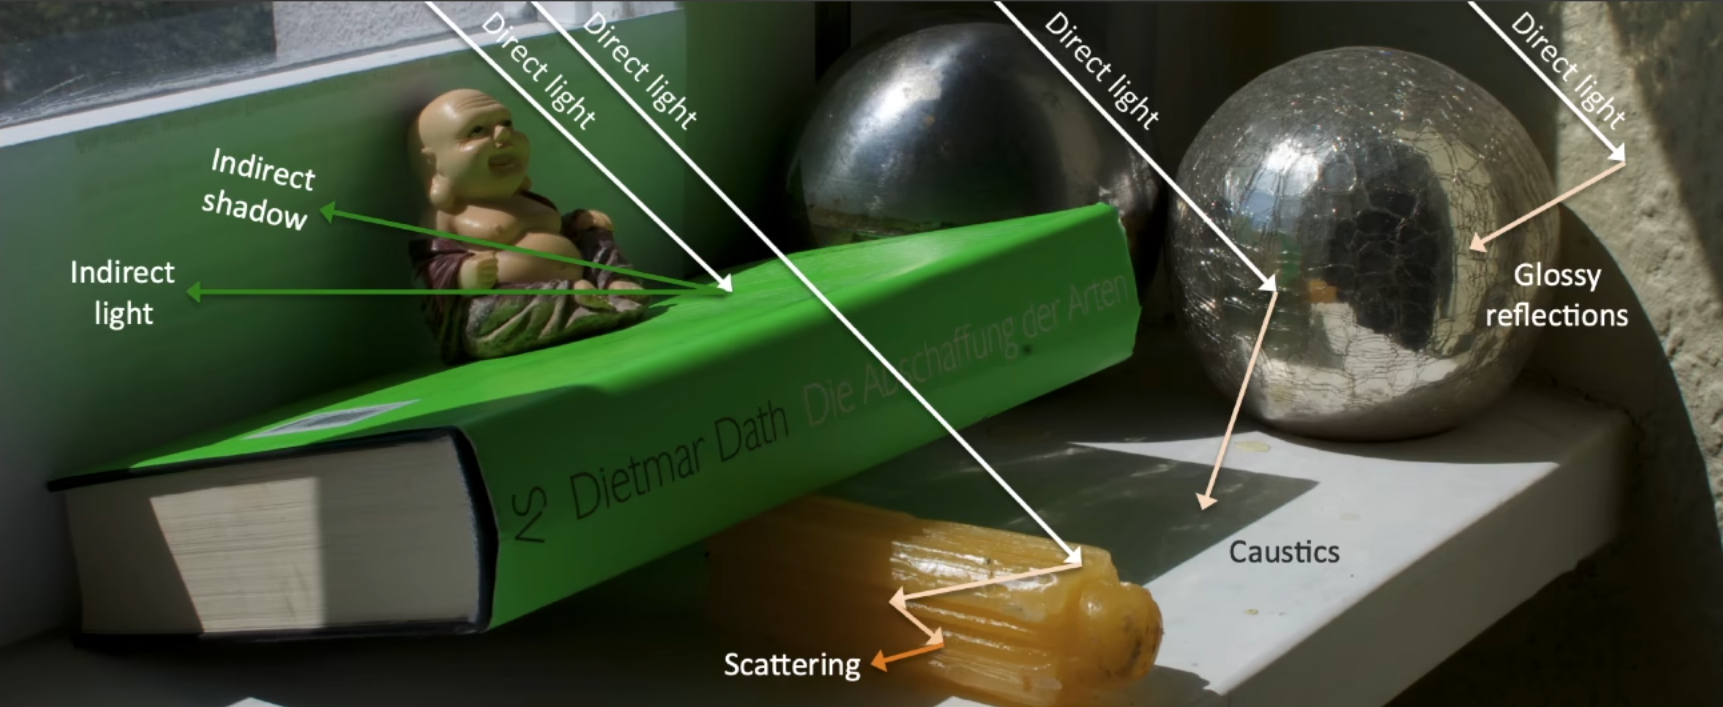 Direct light
Direct light
Direct light
Direct light
Indirect
shadow
Indirect
light
Glossy
reflections
Dietmar Dath Die Abschaffung der Arten
SV
Caustics
Scattering